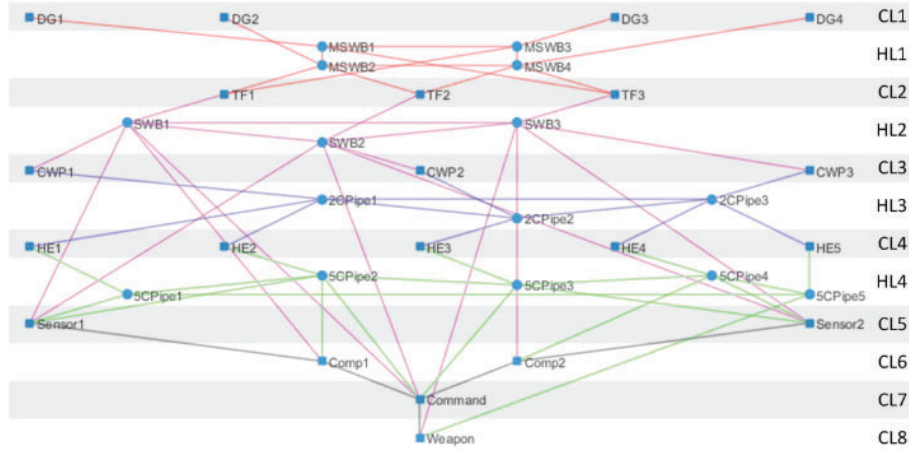 DG1 DG2 DG3 DG4 CL1
MSWB1 MSWB3 HL1
MSWB2 MSWB4
TF1 TF2 TF3 CL2
SWB1 SWB3 HL2
SWB2
CWP1 CWP2 CWP3 CL3
2CPipe1 2CPipe3 HL3
2CPipe2
HE1 HE2 HE3 HE4 HE5 CL4
5CPipe2 5CPipe4 HL4
5CPipe3
5CPipe1 5CPipe5
Sensor1 Sensor2 CL5
Comp1 Comp2 CL6
Command CL7
Weapon CL8